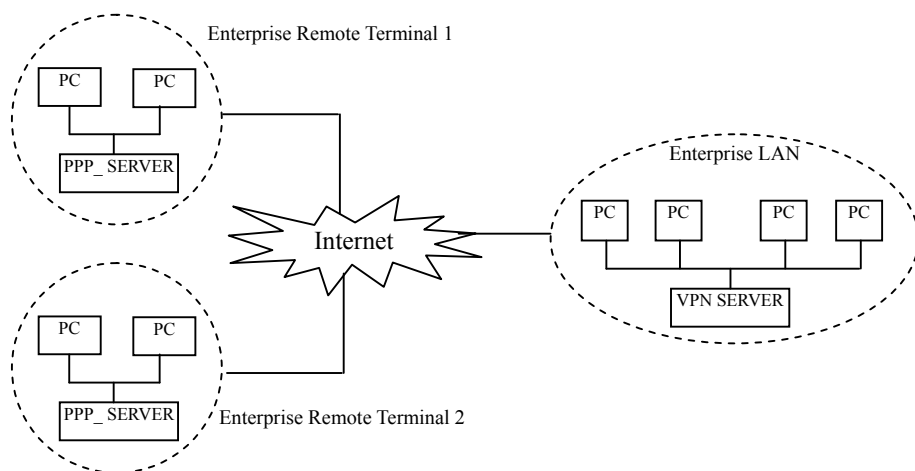 Enterprise Remote Terminal 1
PC
PC
PPP_ SERVER
Internet
Enterprise LAN
PC
PC
PC
PC
VPN SERVER
PC
PC
PPP_ SERVER
Enterprise Remote Terminal 2